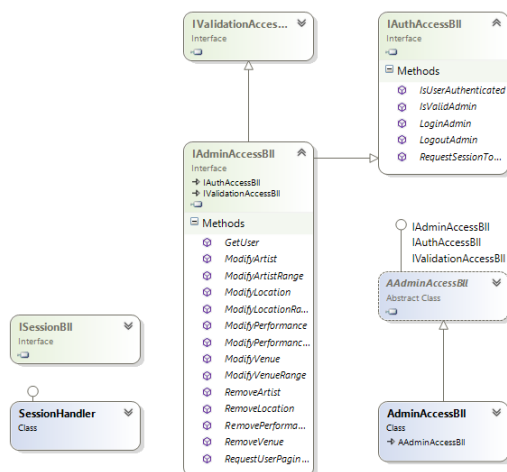 IValidationAcces...
Interface
IAuthAccessBll
Interface
Methods
IsUserAuthenticated
IsValidAdmin
LoginAdmin
LogoutAdmin
RequestSessionTo...
IAdminAccessBll
Interface
IAuthAccessBll
IValidationAccessBll
Methods
GetUser
ModifyArtist
ModifyArtistRange
ModifyLocation
ModifyLocationRa...
ModifyPerformance
ModifyPerformanc...
ModifyVenue
ModifyVenueRange
RemoveArtist
RemoveLocation
RemovePerforma...
RemoveVenue
RequestUserPagin...
IAdminAccessBll
IAuthAccessBll
IValidationAccessBll
AAdminAccessBll
Abstract Class
ISessionBll
Interface
SessionHandler
Class
AdminAccessBll
Class
AAdminAccessBll